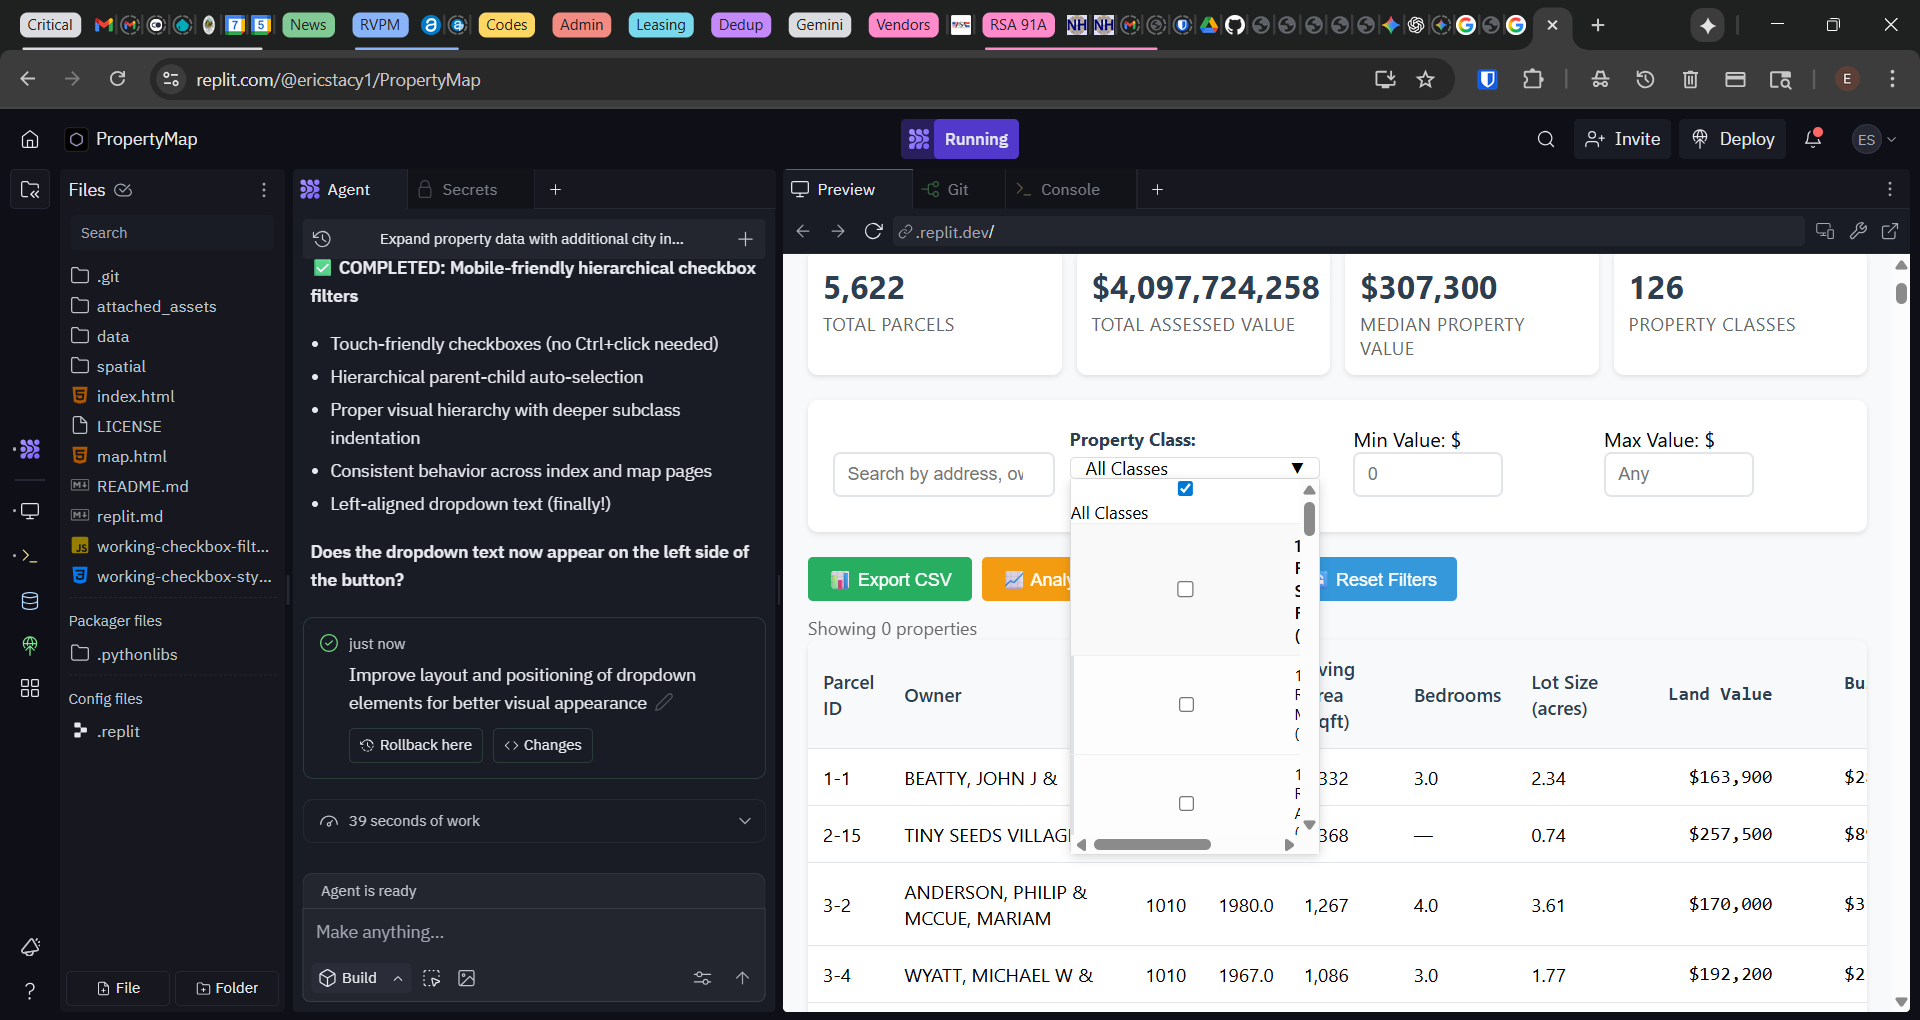 Critical
News
RVPM
Codes
Admin
Leasing
Dedup
Gemini
Vendors
RSA 91A
replit.com/@ericstacy1/PropertyMap
E
PropertyMap
Running
Invite
Deploy
ES
Files
Search
.git
attached_assets
data
spatial
index.html
LICENSE
map.html
README.md
replit.md
working-checkbox-filt...
working-checkbox-sty...
Packager files
.pythonlibs
Config files
.replit
File
Folder
Agent
Secrets
Expand property data with additional city in...
✅ COMPLETED: Mobile-friendly hierarchical checkbox
filters
• Touch-friendly checkboxes (no Ctrl+click needed)
• Hierarchical parent-child auto-selection
• Proper visual hierarchy with deeper subclass
indentation
• Consistent behavior across index and map pages
• Left-aligned dropdown text (finally!)
Does the dropdown text now appear on the left side of
the button?
just now
Improve layout and positioning of dropdown
elements for better visual appearance
Rollback here
Changes
39 seconds of work
Agent is ready
Make anything...
Build
Preview
Git
Console
.replit.dev/
5,622
TOTAL PARCELS
$4,097,724,258
TOTAL ASSESSED VALUE
$307,300
MEDIAN PROPERTY
VALUE
126
PROPERTY CLASSES
Search by address, ov
Property Class:
All Classes ▼
Min Value: $
0
Max Value: $
Any
All Classes
Export CSV
Analy
Reset Filters
Showing 0 properties
Parcel
ID
Owner
ving
rea
qft)
Bedrooms
Lot Size
(acres)
Land Value
Bu
1-1 BEATTY, JOHN J & 332 3.0 2.34 $163,900
2-15 TINY SEEDS VILLAG 368 — 0.74 $257,500
3-2 ANDERSON, PHILIP &
MCCUE, MARIAM 1010 1980.0 1,267 4.0 3.61 $170,000
3-4 WYATT, MICHAEL W & 1010 1967.0 1,086 3.0 1.77 $192,200